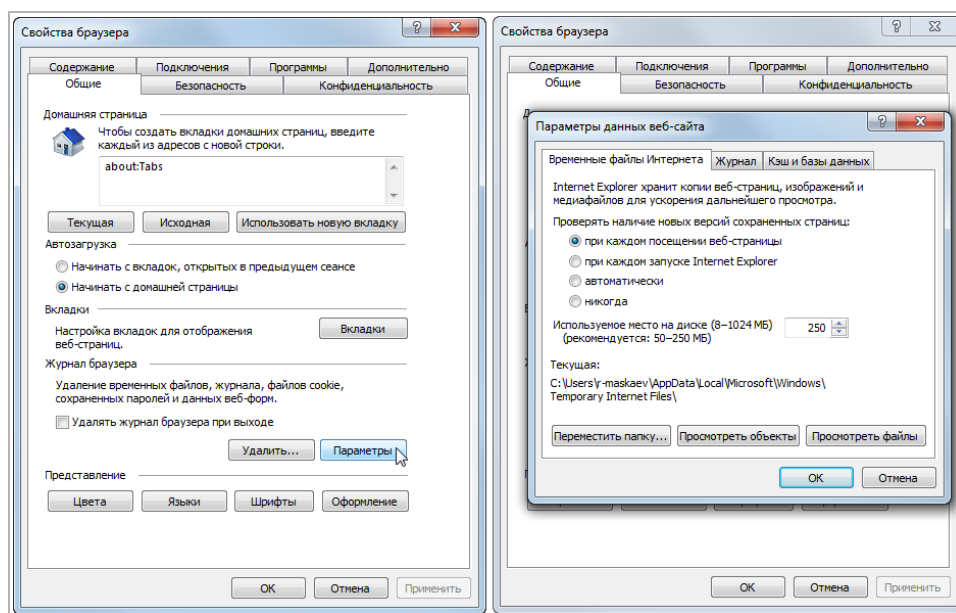 Свойства браузера
Содержание Подключения Программы Дополнительно
Общие Безопасность Конфиденциальность
Домашняя страница
Чтобы создать вкладки домашних страниц, введите
каждый из адресов с новой строки.
about:Tabs
Текущая Исходная Использовать новую вкладку
Автозагрузка
Начинать с вкладок, открытых в предыдущем сеансе
Начинать с домашней страницы
Вкладки
Настройка вкладок для отображения
веб-страниц.
Вкладки
Журнал браузера
Удаление временных файлов, журнала, файлов cookie,
сохраненных паролей и данных веб-форм.
Удалять журнал браузера при выходе
Удалить... Параметры
Представление
Цвета Языки Шрифты Оформление
ОК Отмена Применить
Свойства браузера
Содержание Подключения Программы Дополнительно
Общие Безопасность Конфиденциальность
Параметры данных веб-сайта
Временные файлы Интернета Журнал Кэш и базы данных
Internet Explorer хранит копии веб-страниц, изображений и
медиафайлов для ускорения дальнейшего просмотра.
Проверять наличие новых версий сохраненных страниц:
при каждом посещении веб-страницы
при каждом запуске Internet Explorer
автоматически
никогда
Используемое место на диске (8–1024 МБ)
(рекомендуется: 50–250 МБ)
250
Текущая:
C:\Users\r-maskaev\AppData\Local\Microsoft\Windows\
Temporary Internet Files\
Переместить папку... Просмотреть объекты Просмотреть файлы
ОК Отмена
ОК Отмена Применить